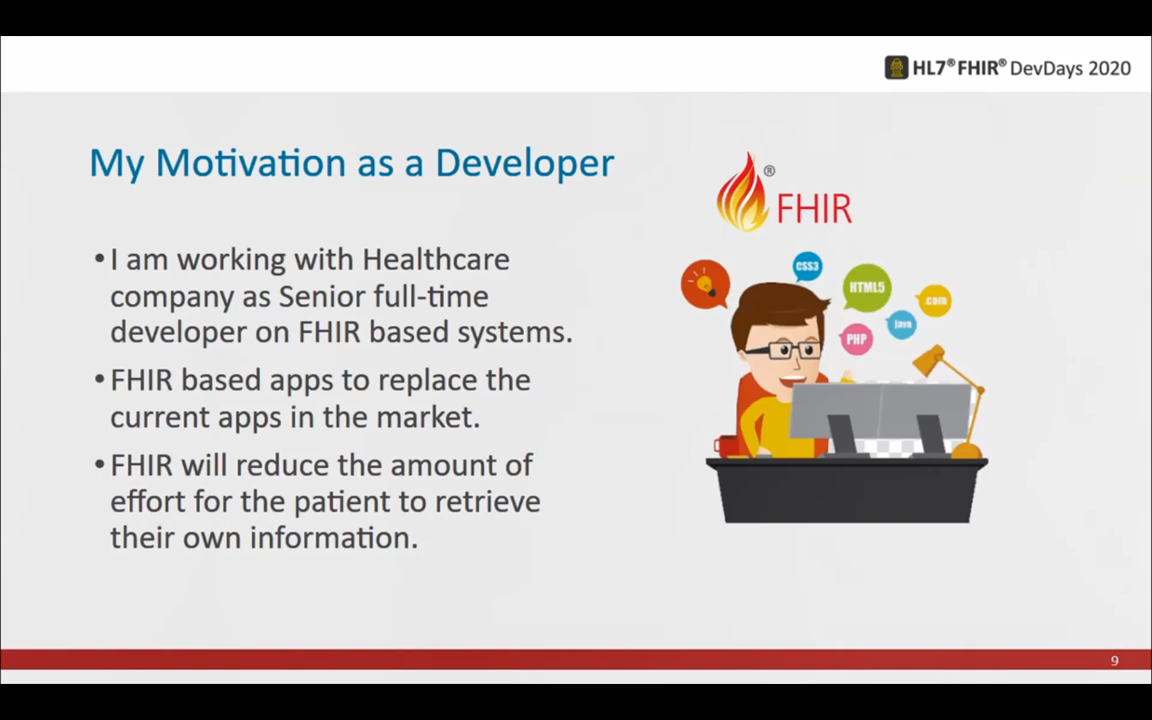 HL7® FHIR® DevDays 2020
My Motivation as a Developer
® FHIR
•I am working with Healthcare
company as Senior full-time
developer on FHIR based systems.
•FHIR based apps to replace the
current apps in the market.
•FHIR will reduce the amount of
effort for the patient to retrieve
their own information.
CSS3
HTML5
.com
java
PHP
9